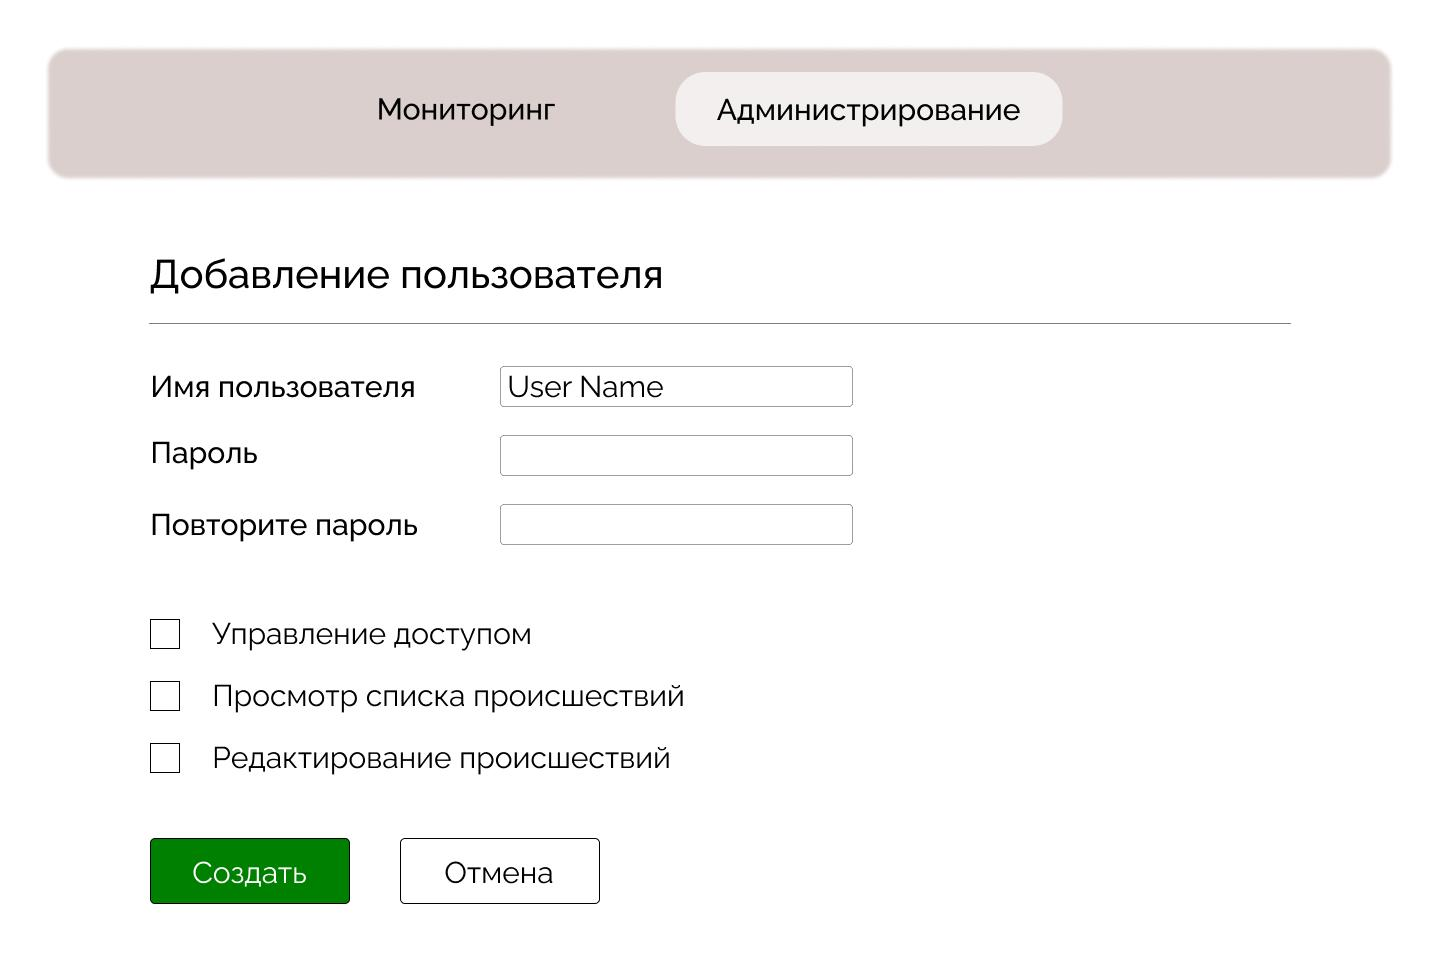 Мониторинг Администрирование
Добавление пользователя
Имя пользователя User Name
Пароль
Повторите пароль
Управление доступом
Просмотр списка происшествий
Редактирование происшествий
Создать Отмена